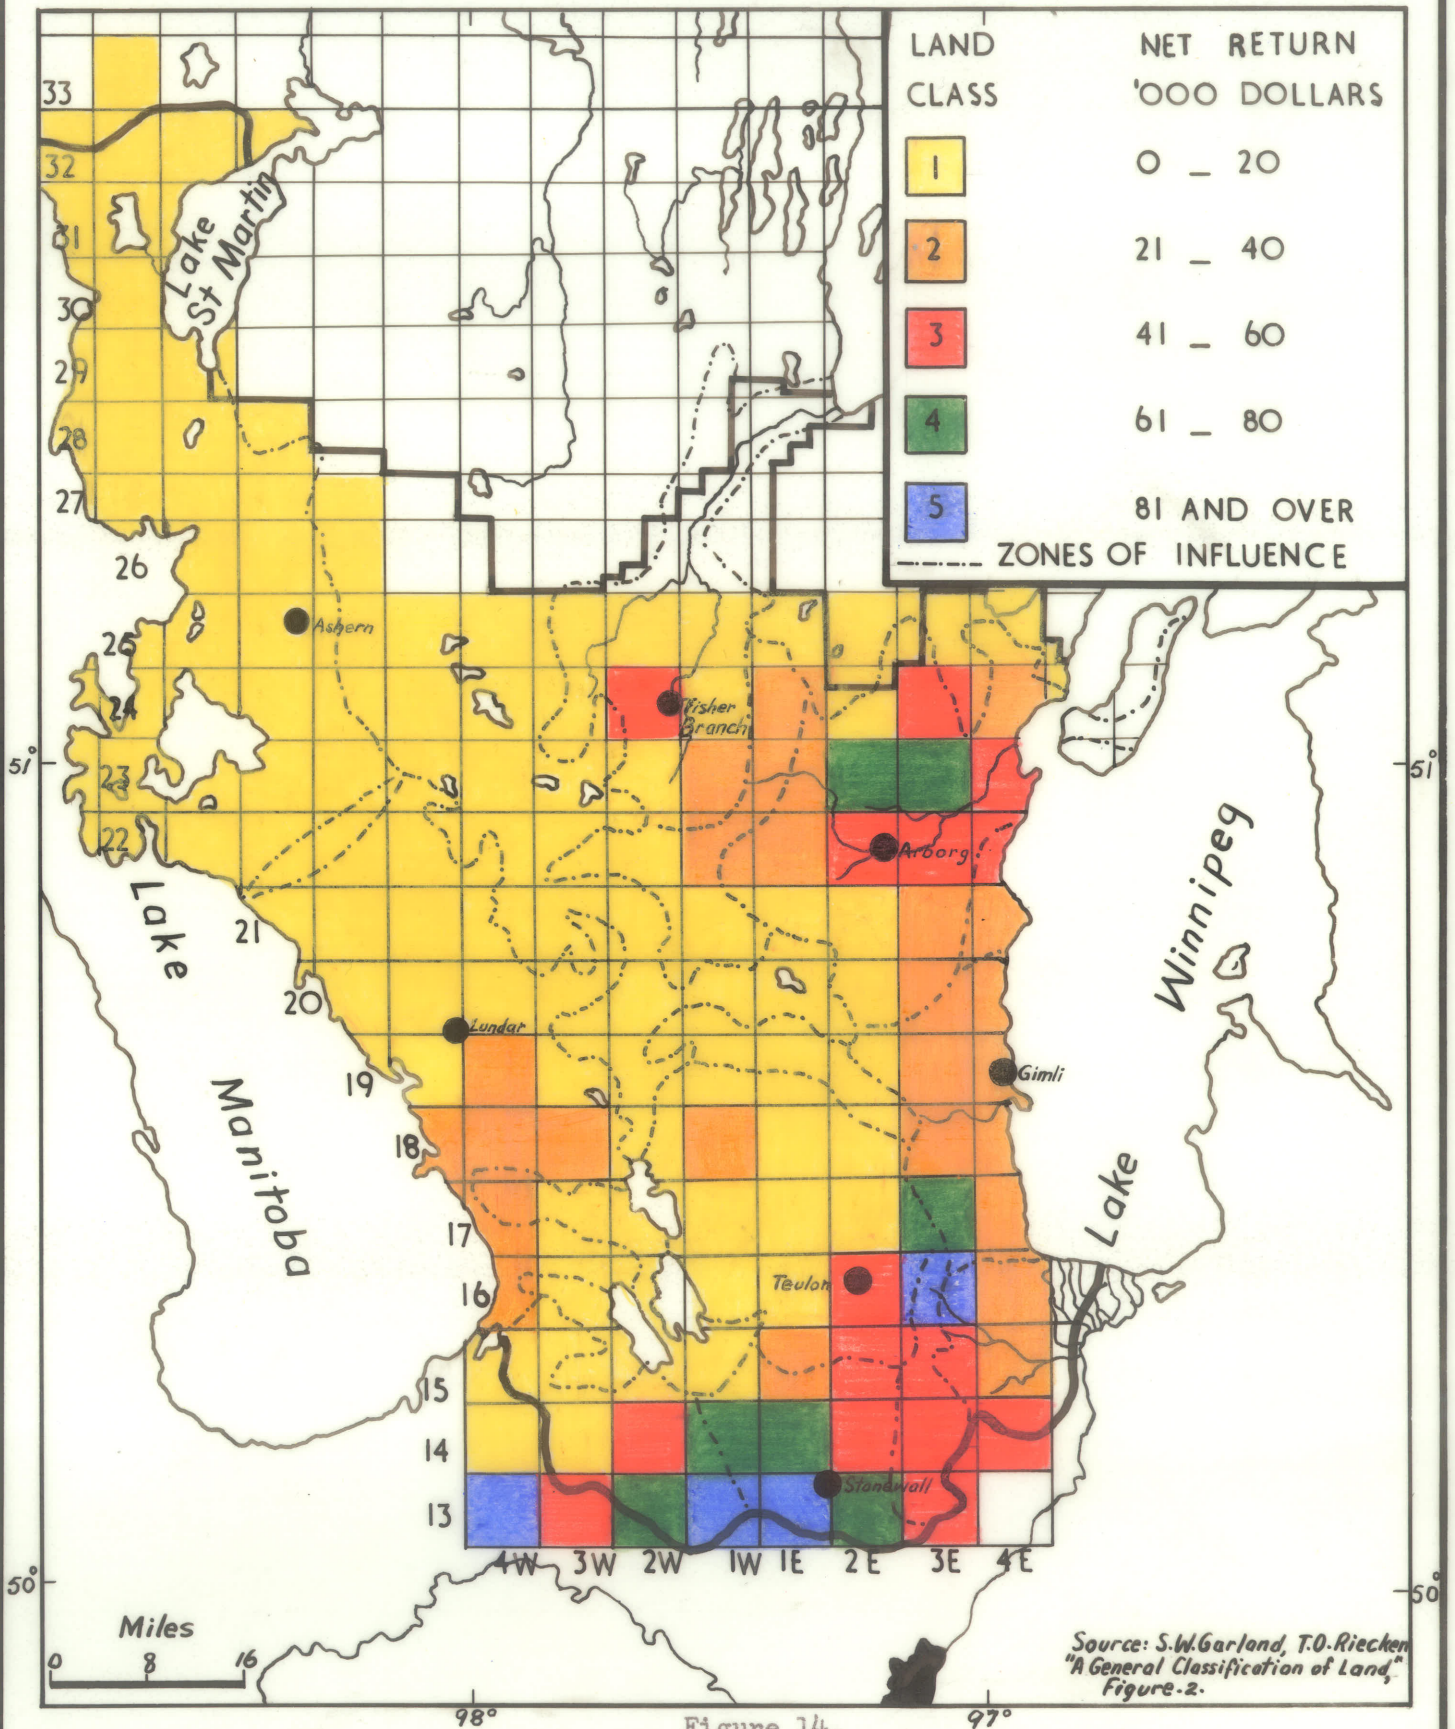 LAND NET RETURN
CLASS '000 DOLLARS
1 0 _ 20
2 21 _ 40
3 41 _ 60
4 61 _ 80
5 81 AND OVER
ZONES OF INFLUENCE
33
32
31
30
29
28
27
26
25
24
23
22
21
20
19
18
17
16
15
14
13
Lake
St Martin
Ashern
Fisher
Branch
51°
51°
Arborg
Lake
Manitoba
Winnipeg
Lake
Lundar
Gimli
Teulon
Stonewall
4W 3W 2W 1W 1E 2E 3E 4E
50°
50°
Miles
0 8 16
Source: S.W.Garland, T.O.Riecken
"A General Classification of Land,"
Figure.2.
98°
97°
Figure 14